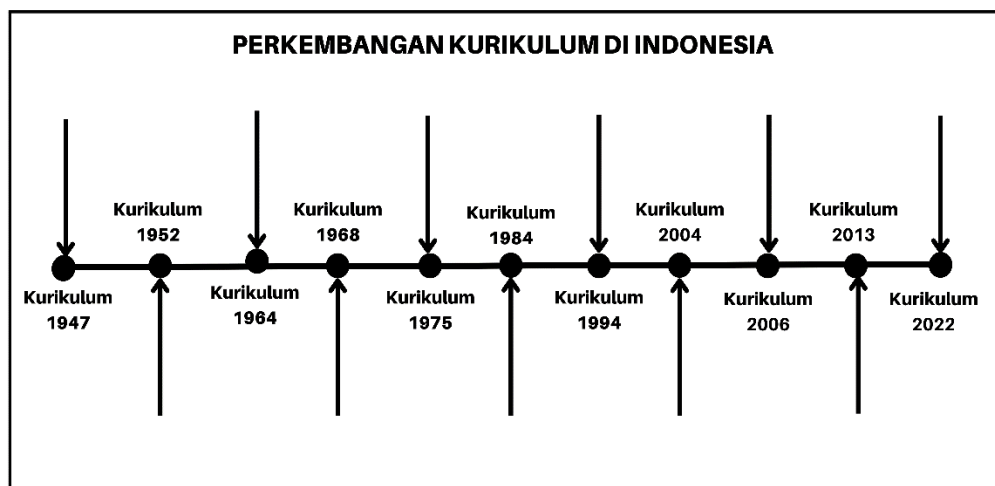 PERKEMBANGAN KURIKULUM DI INDONESIA
Kurikulum
1947
Kurikulum
1952
Kurikulum
1964
Kurikulum
1968
Kurikulum
1975
Kurikulum
1984
Kurikulum
1994
Kurikulum
2004
Kurikulum
2006
Kurikulum
2013
Kurikulum
2022